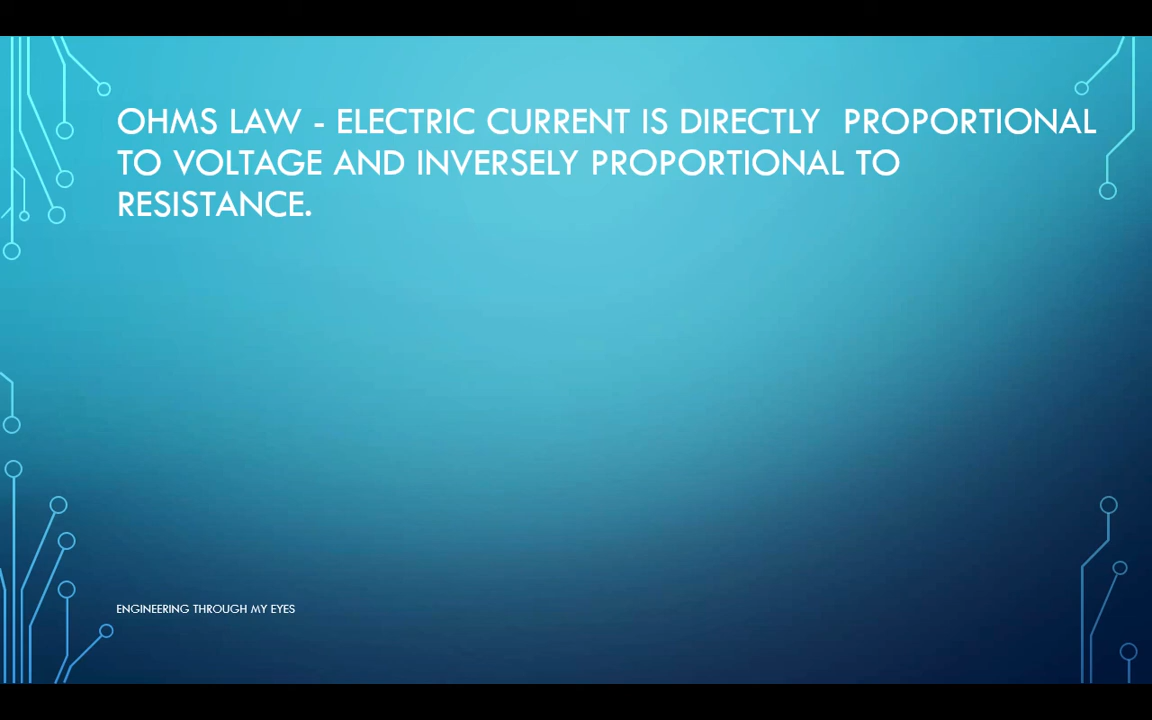 OHMS LAW - ELECTRIC CURRENT IS DIRECTLY  PROPORTIONAL
TO VOLTAGE AND INVERSELY PROPORTIONAL TO
RESISTANCE.
ENGINEERING THROUGH MY EYES